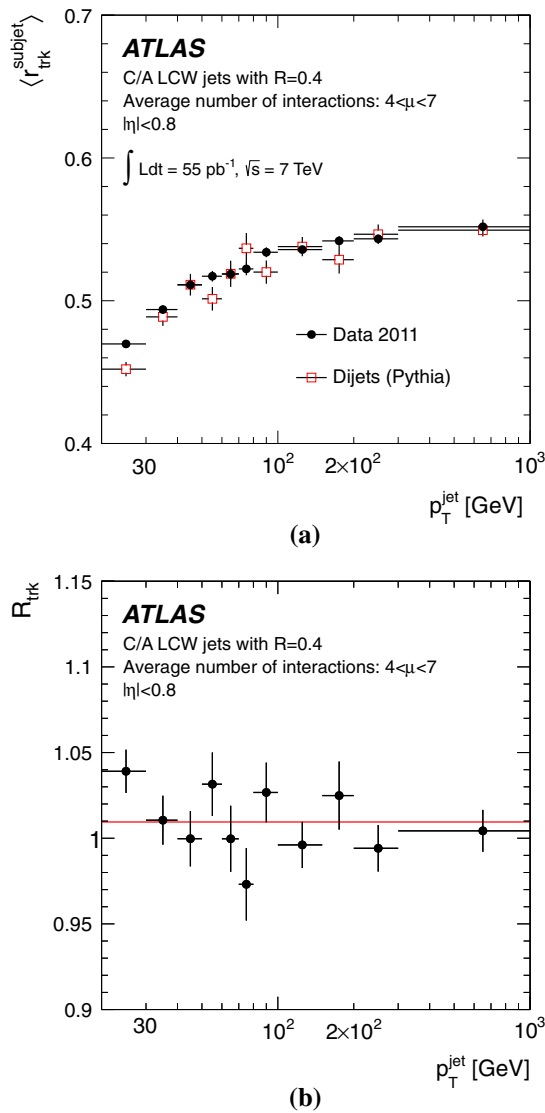 ⟨r_trk^subjet⟩
0.7
0.6
0.5
0.4
ATLAS
C/A LCW jets with R=0.4
Average number of interactions: 4<μ<7
|η|<0.8
∫ Ldt = 55 pb⁻¹, √s = 7 TeV
Data 2011
Dijets (Pythia)
30 10² 2×10² 10³
p_T^jet [GeV]
(a)
R_trk
1.15
1.1
1.05
1
0.95
0.9
ATLAS
C/A LCW jets with R=0.4
Average number of interactions: 4<μ<7
|η|<0.8
30 10² 2×10² 10³
p_T^jet [GeV]
(b)